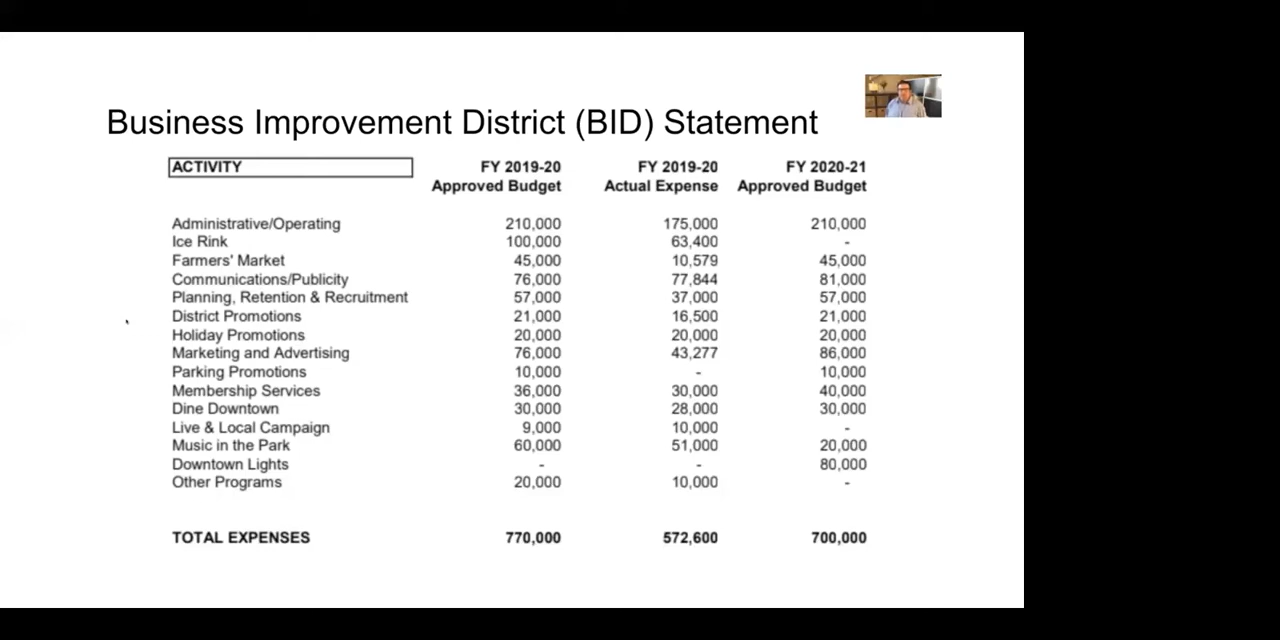 Business Improvement District (BID) Statement
ACTIVITY FY 2019-20 FY 2019-20 FY 2020-21
Approved Budget Actual Expense Approved Budget
Administrative/Operating 210,000 175,000 210,000
Ice Rink 100,000 63,400 -
Farmers' Market 45,000 10,579 45,000
Communications/Publicity 76,000 77,844 81,000
Planning, Retention & Recruitment 57,000 37,000 57,000
District Promotions 21,000 16,500 21,000
Holiday Promotions 20,000 20,000 20,000
Marketing and Advertising 76,000 43,277 86,000
Parking Promotions 10,000 - 10,000
Membership Services 36,000 30,000 40,000
Dine Downtown 30,000 28,000 30,000
Live & Local Campaign 9,000 10,000 -
Music in the Park 60,000 51,000 20,000
Downtown Lights - - 80,000
Other Programs 20,000 10,000 -
TOTAL EXPENSES 770,000 572,600 700,000